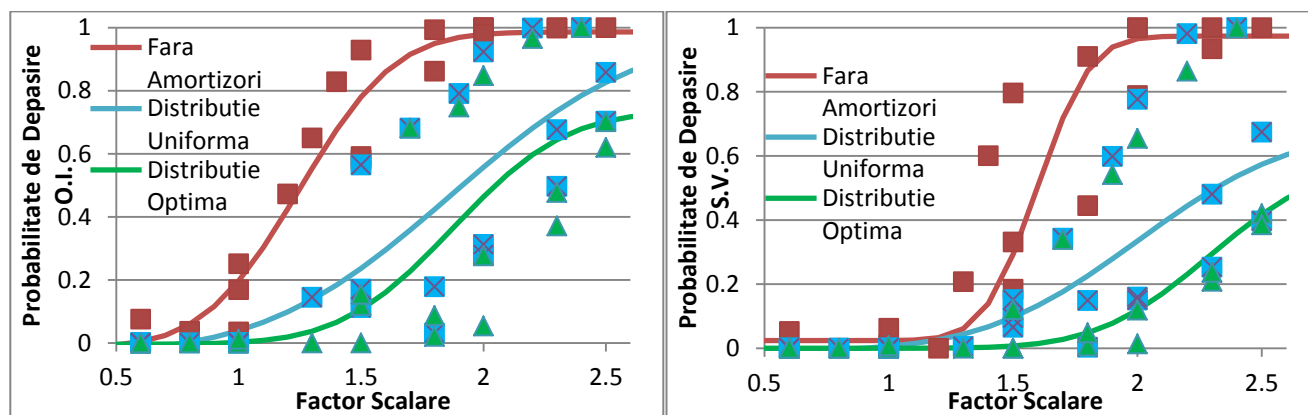 Probabilitate de Depasire
O.I.
1
0.8
0.6
0.4
0.2
0
Fara
Amortizori
Distributie
Uniforma
Distributie
Optima
0.5
1
1.5
2
2.5
Factor Scalare
Probabilitate de Depasire
S.V.
1
0.8
0.6
0.4
0.2
0
Fara
Amortizori
Distributie
Uniforma
Distributie
Optima
0.5
1
1.5
2
2.5
Factor Scalare